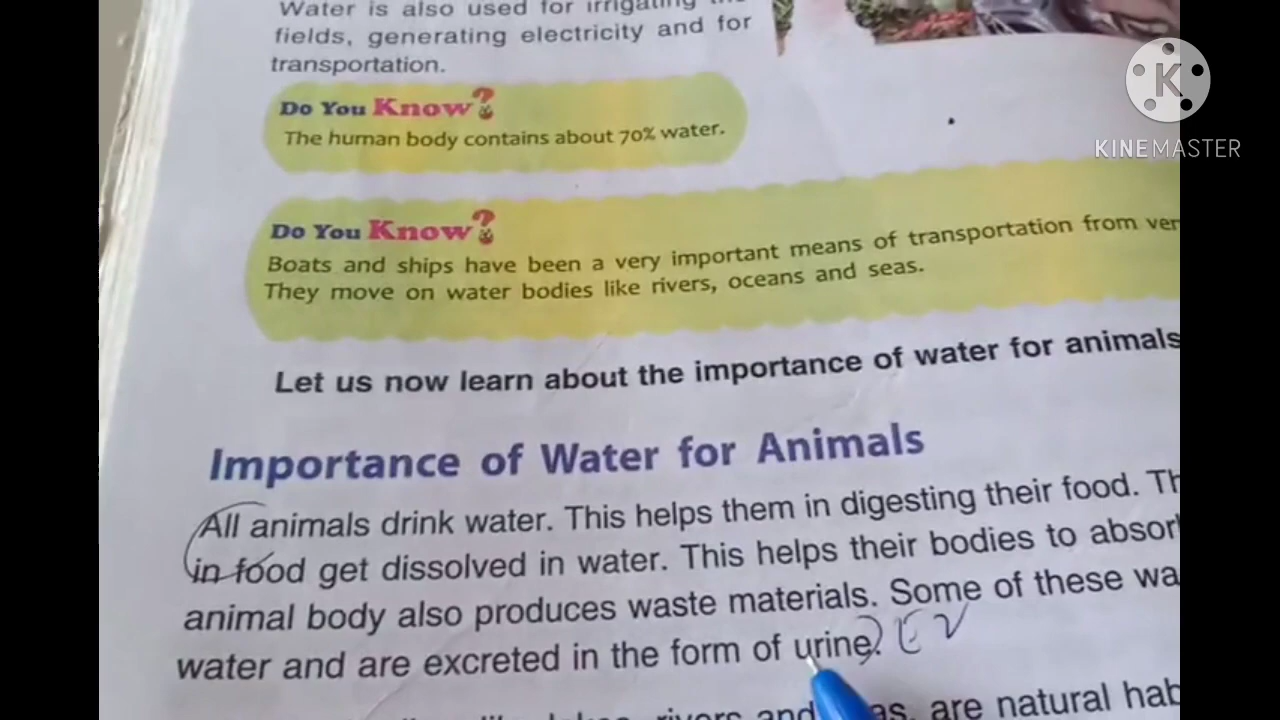 Water is also used for irrigating the
fields, generating electricity and for
transportation.
KINEMASTER
Do You Know?
The human body contains about 70% water.
Do You Know?
Boats and ships have been a very important means of transportation from ver
They move on water bodies like rivers, oceans and seas.
Let us now learn about the importance of water for animals
Importance of Water for Animals
All animals drink water. This helps them in digesting their food. Th
in food get dissolved in water. This helps their bodies to absorb
animal body also produces waste materials. Some of these wa
water and are excreted in the form of urine.
rivers and are natural hab